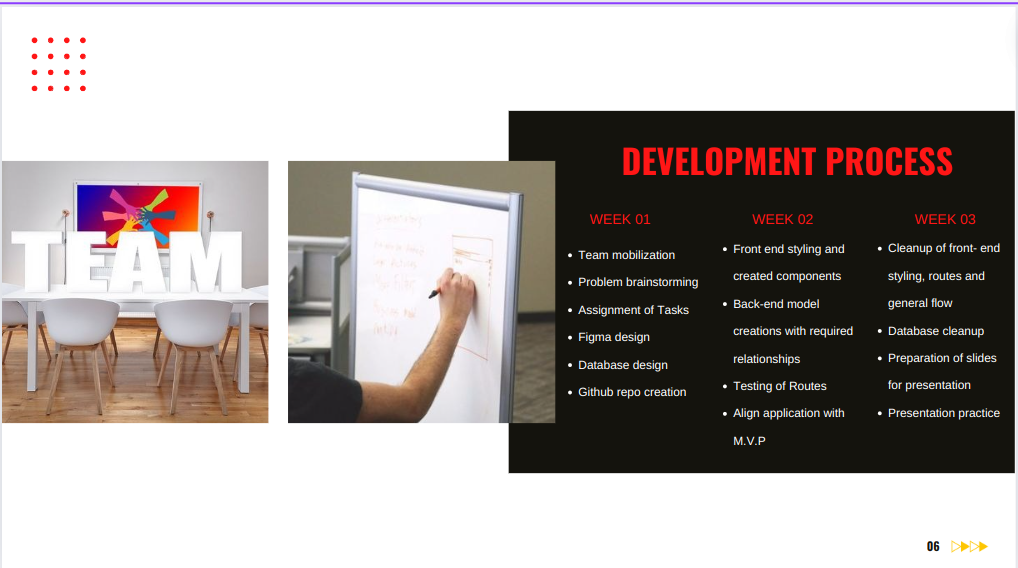 TEAM
DEVELOPMENT PROCESS
WEEK 01
Team mobilization
Problem brainstorming
Assignment of Tasks
Figma design
Database design
Github repo creation
WEEK 02
Front end styling and
created components
Back-end model
creations with required
relationships
Testing of Routes
Align application with
M.V.P
WEEK 03
Cleanup of front- end
styling, routes and
general flow
Database cleanup
Preparation of slides
for presentation
Presentation practice
06